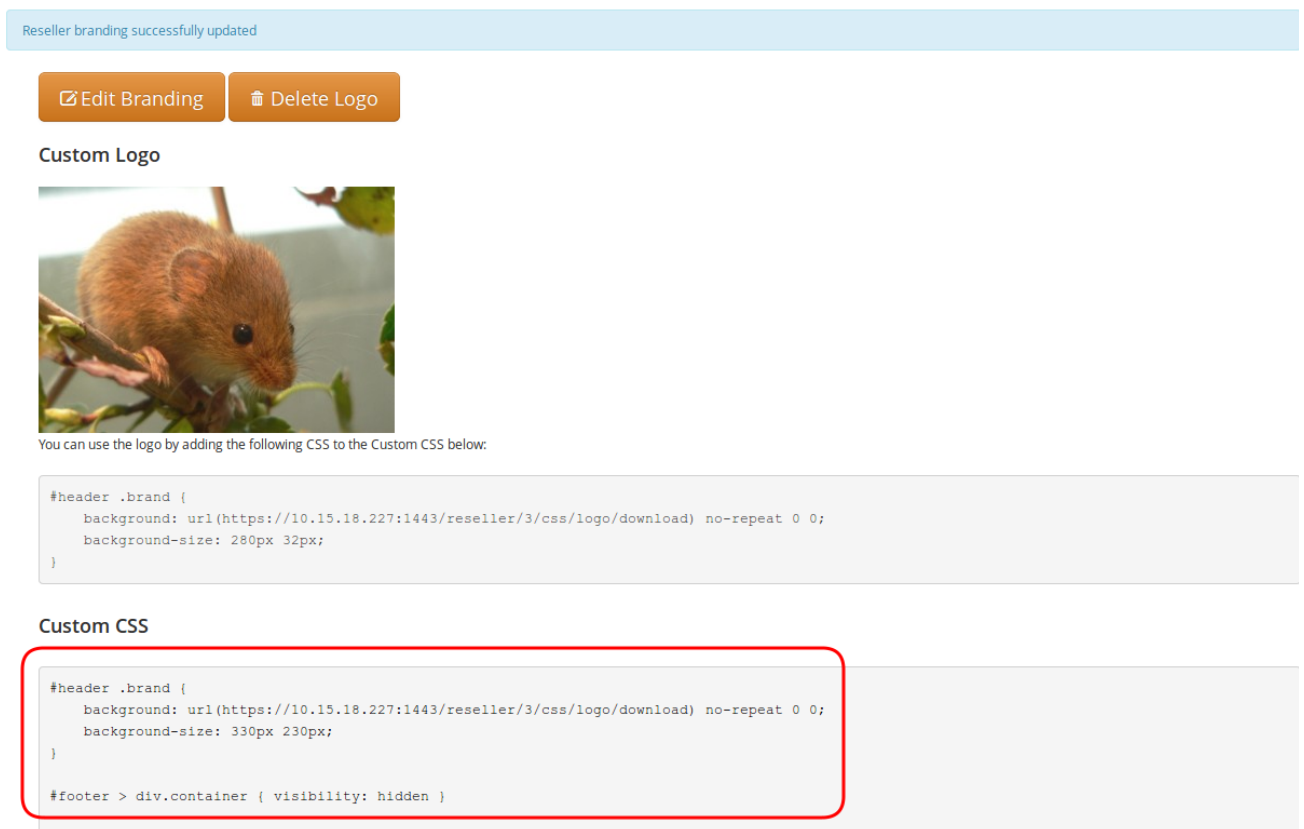 Reseller branding successfully updated
Edit Branding
Delete Logo
Custom Logo
You can use the logo by adding the following CSS to the Custom CSS below:
#header .brand {
    background: url(https://10.15.18.227:1443/reseller/3/css/logo/download) no-repeat 0 0;
    background-size: 280px 32px;
}
Custom CSS
#header .brand {
    background: url(https://10.15.18.227:1443/reseller/3/css/logo/download) no-repeat 0 0;
    background-size: 330px 230px;
}
#footer > div.container { visibility: hidden }